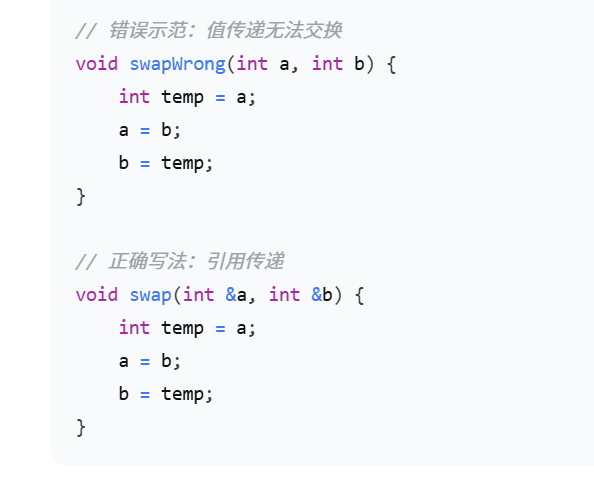 // 错误示范：值传递无法交换
void swapWrong(int a, int b) {
    int temp = a;
    a = b;
    b = temp;
}

// 正确写法：引用传递
void swap(int &a, int &b) {
    int temp = a;
    a = b;
    b = temp;
}